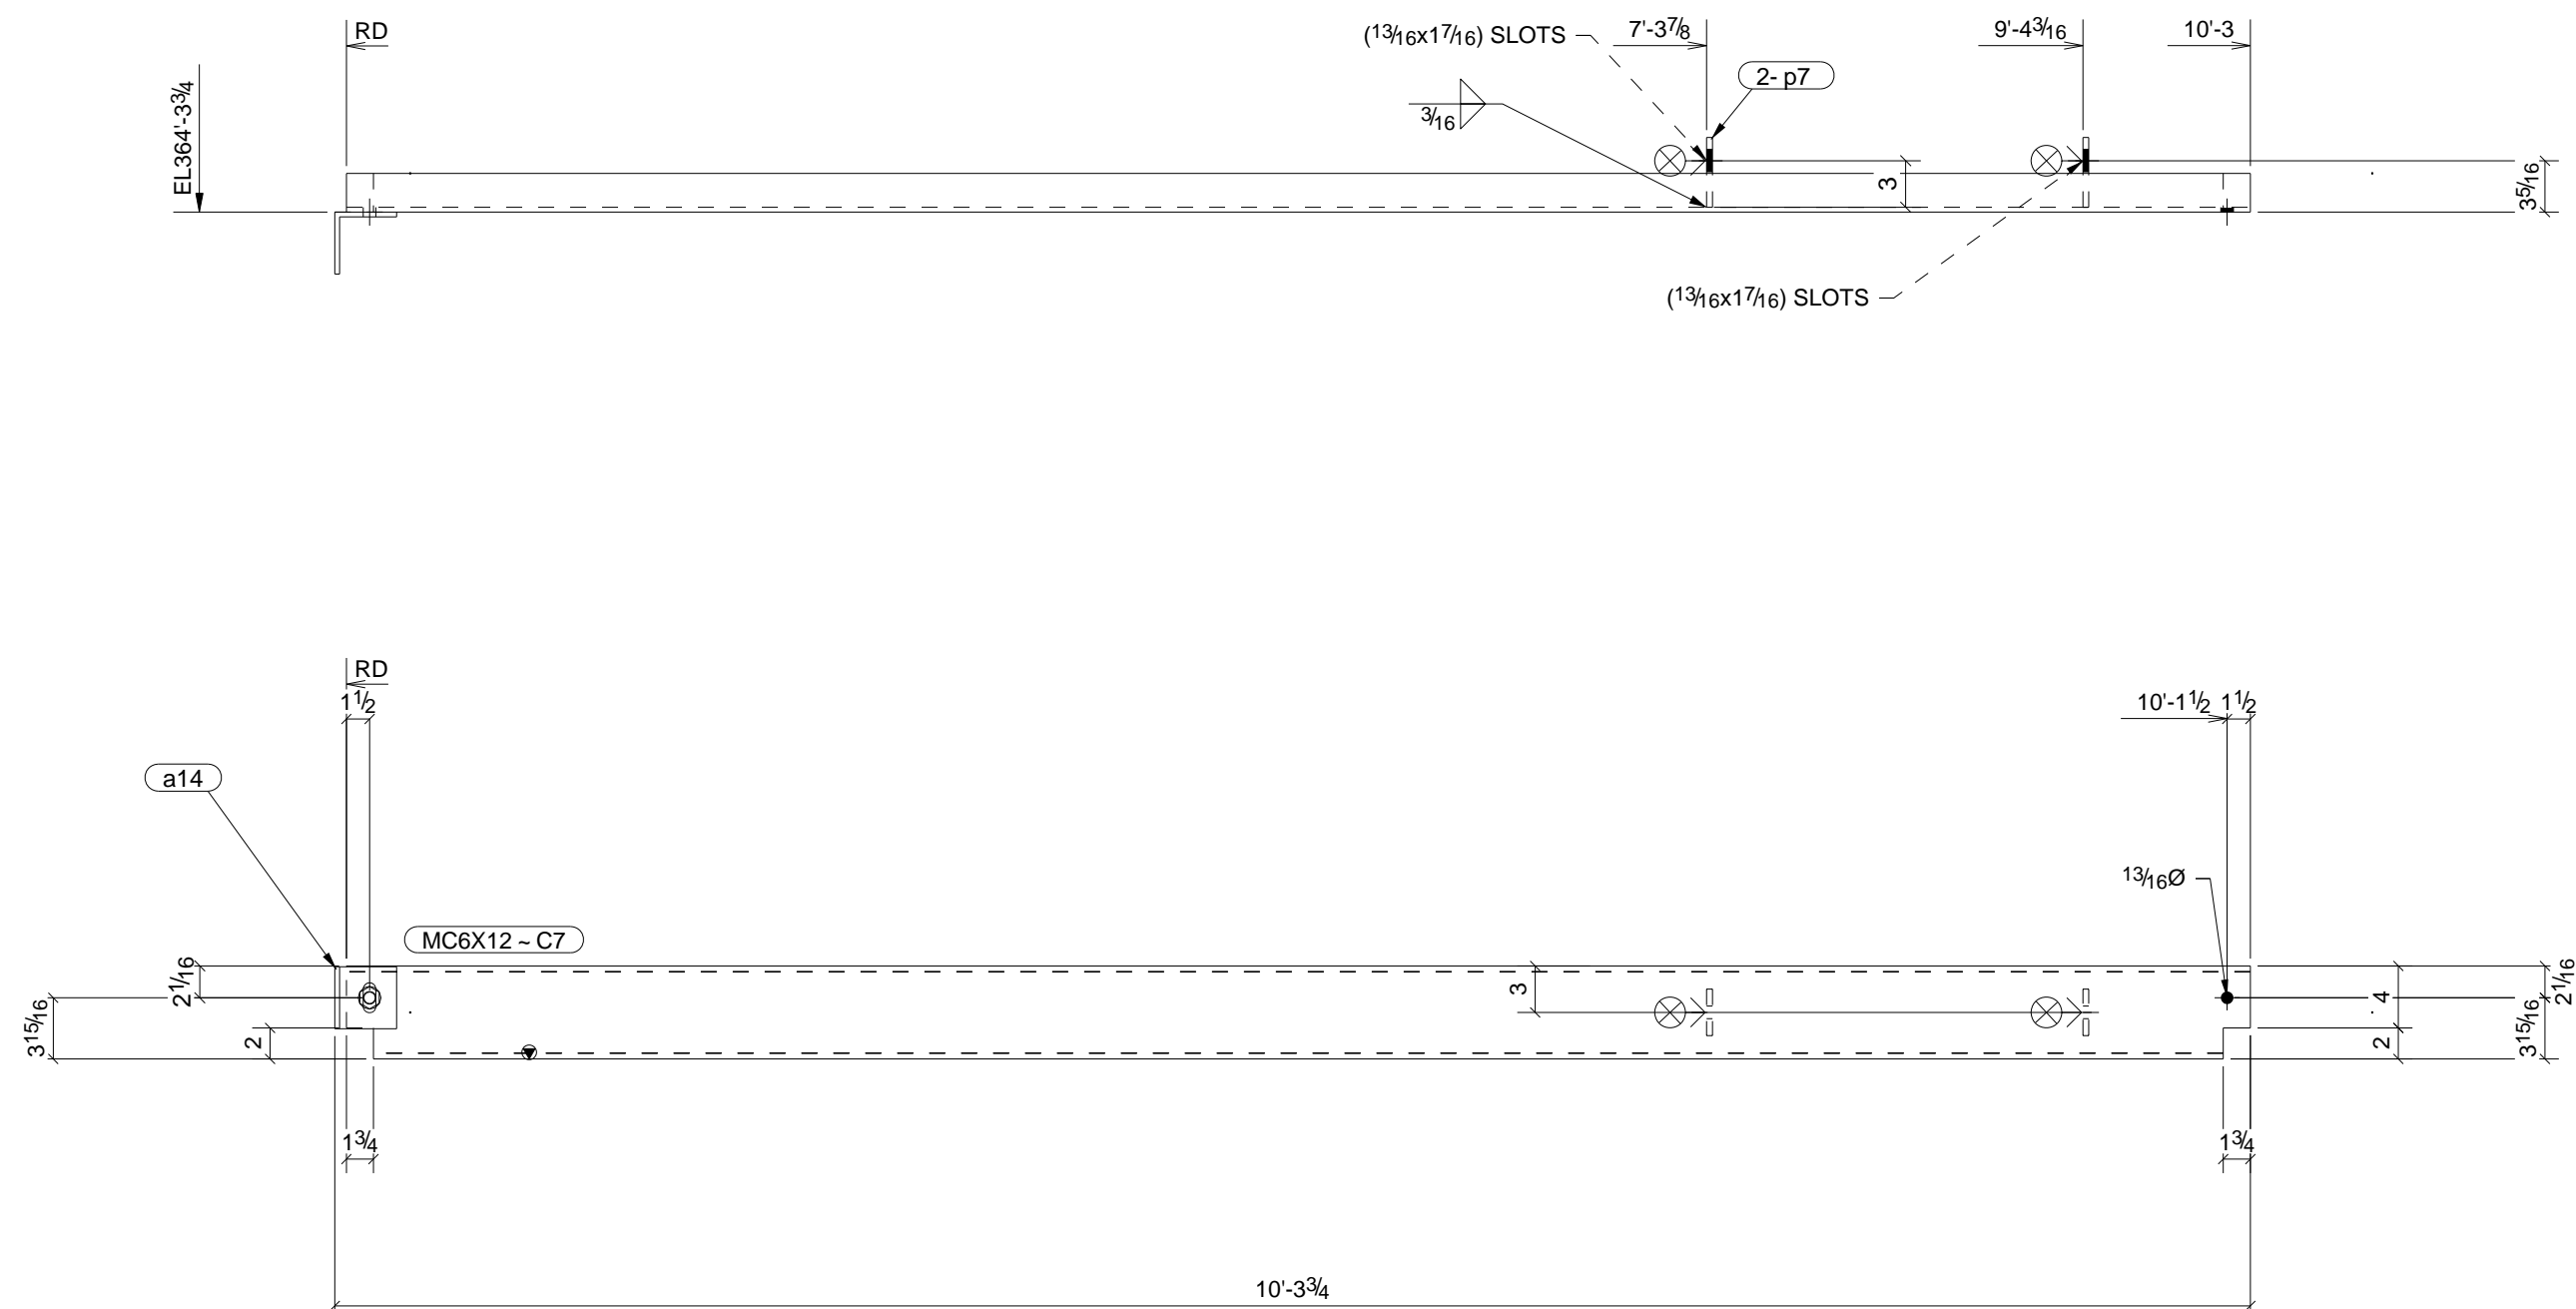 RD
(13/16x17/16) SLOTS
7'-37/8
9'-43/16
10'-3
2- p7
EL364'-33/4
3/16
3
35/16
(13/16x17/16) SLOTS
RD
11/2
10'-11/2
11/2
a14
13/16Ø
MC6X12 ~ C7
21/16
315/16
2
3
4
2
21/16
315/16
13/4
13/4
10'-33/4